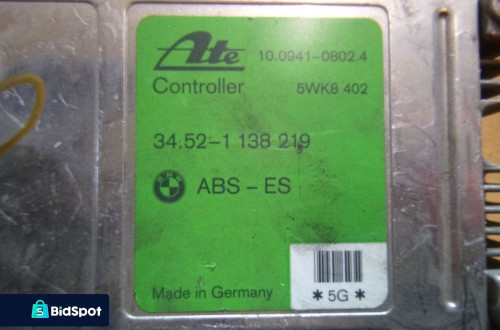 Ate 10.0941-0802.4
Controller 5WK8 402
34.52-1 138 219
ABS - ES
Made in Germany
* 5G *
BidSpot